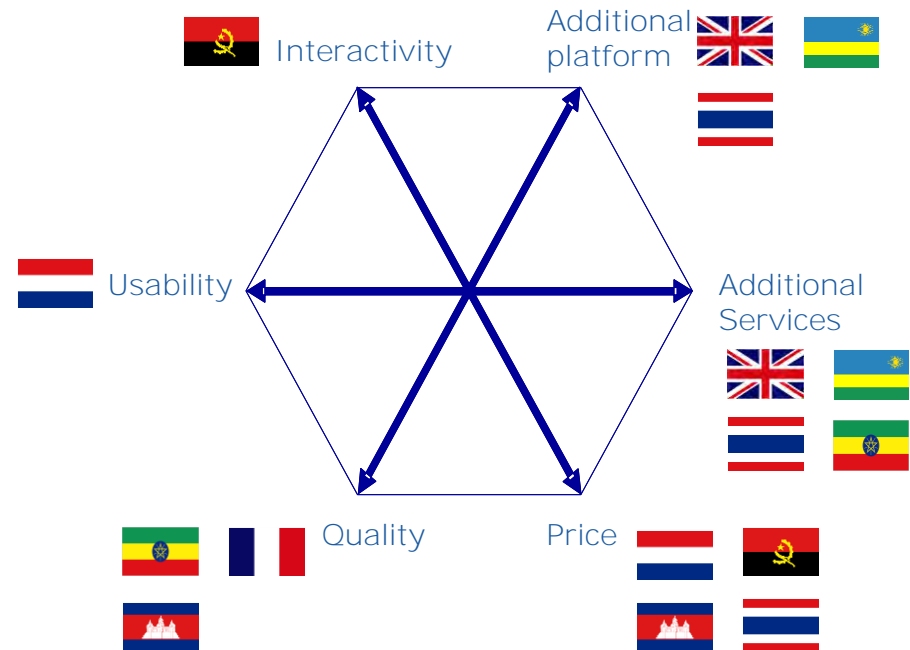 Interactivity
Additional
platform
Usability
Additional
Services
Quality
Price